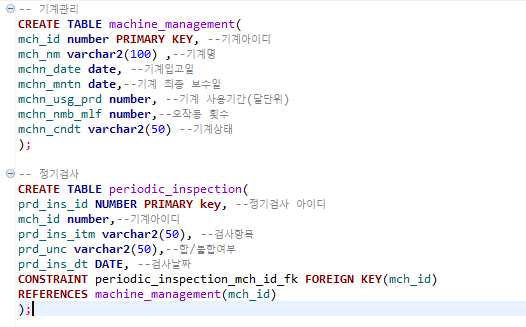 -- 기계관리
CREATE TABLE machine_management(
mch_id number PRIMARY KEY, --기계아이디
mch_nm varchar2(100) ,--기계명
mchn_date date, --기계입고일
mchn_mntn date,--기계 최종 보수일
mchn_usg_prd number, --기계 사용기간(달단위)
mchn_nmb_mlf number,--오작동 횟수
mchn_cndt varchar2(50) --기계상태
);
-- 정기검사
CREATE TABLE periodic_inspection(
prd_ins_id NUMBER PRIMARY key, --정기검사 아이디
mch_id number,--기계아이디
prd_ins_itm varchar2(50), --검사항목
prd_unc varchar2(50),--합/불합여부
prd_ins_dt DATE, --검사날짜
CONSTRAINT periodic_inspection_mch_id_fk FOREIGN KEY(mch_id)
REFERENCES machine_management(mch_id)
);